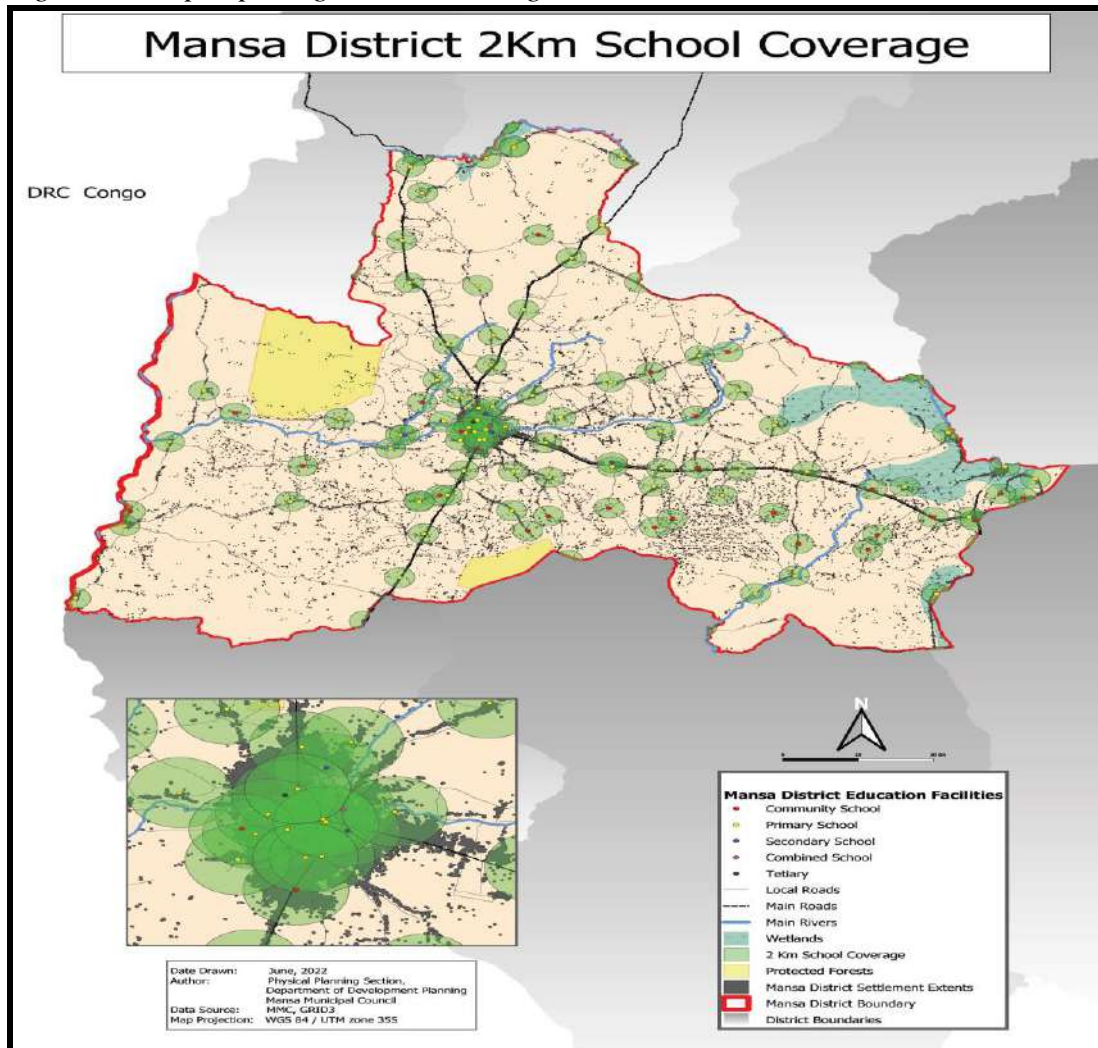 Mansa District 2Km School Coverage
DRC Congo
N
Mansa District Education Facilities
Community School
Primary School
Secondary School
Combined School
Tetiary
Local Roads
Main Roads
Main Rivers
Wetlands
2 Km School Coverage
Protected Forests
Mansa District Settlement Extents
Mansa District Boundary
District Boundaries
Date Drawn: June, 2022
Author: Physical Planning Section,
Department of Development Planning
Mansa Municipal Council
Data Source: MMC, GRID3
Map Projection: WGS 84 / UTM zone 35S